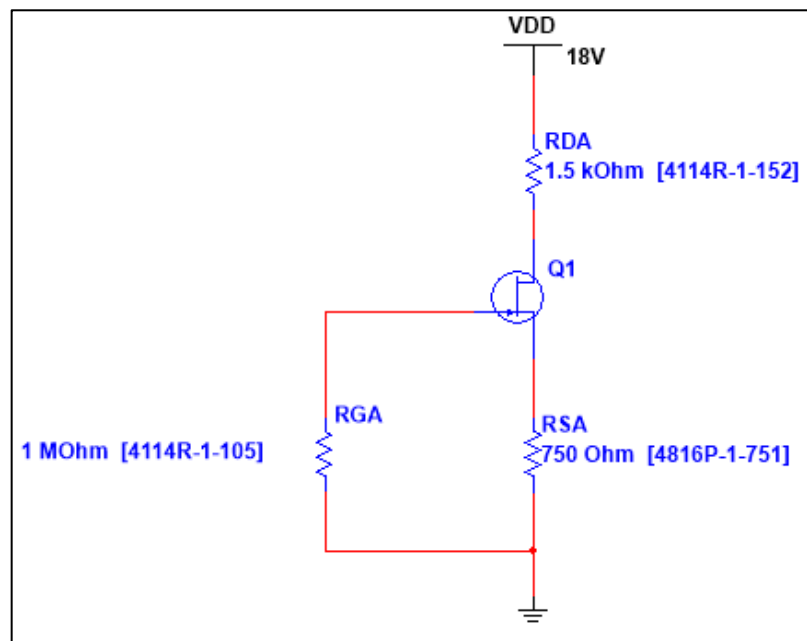 VDD
18V
RDA
1.5 kOhm [4114R-1-152]
Q1
RGA
1 MOhm [4114R-1-105]
RSA
750 Ohm [4816P-1-751]